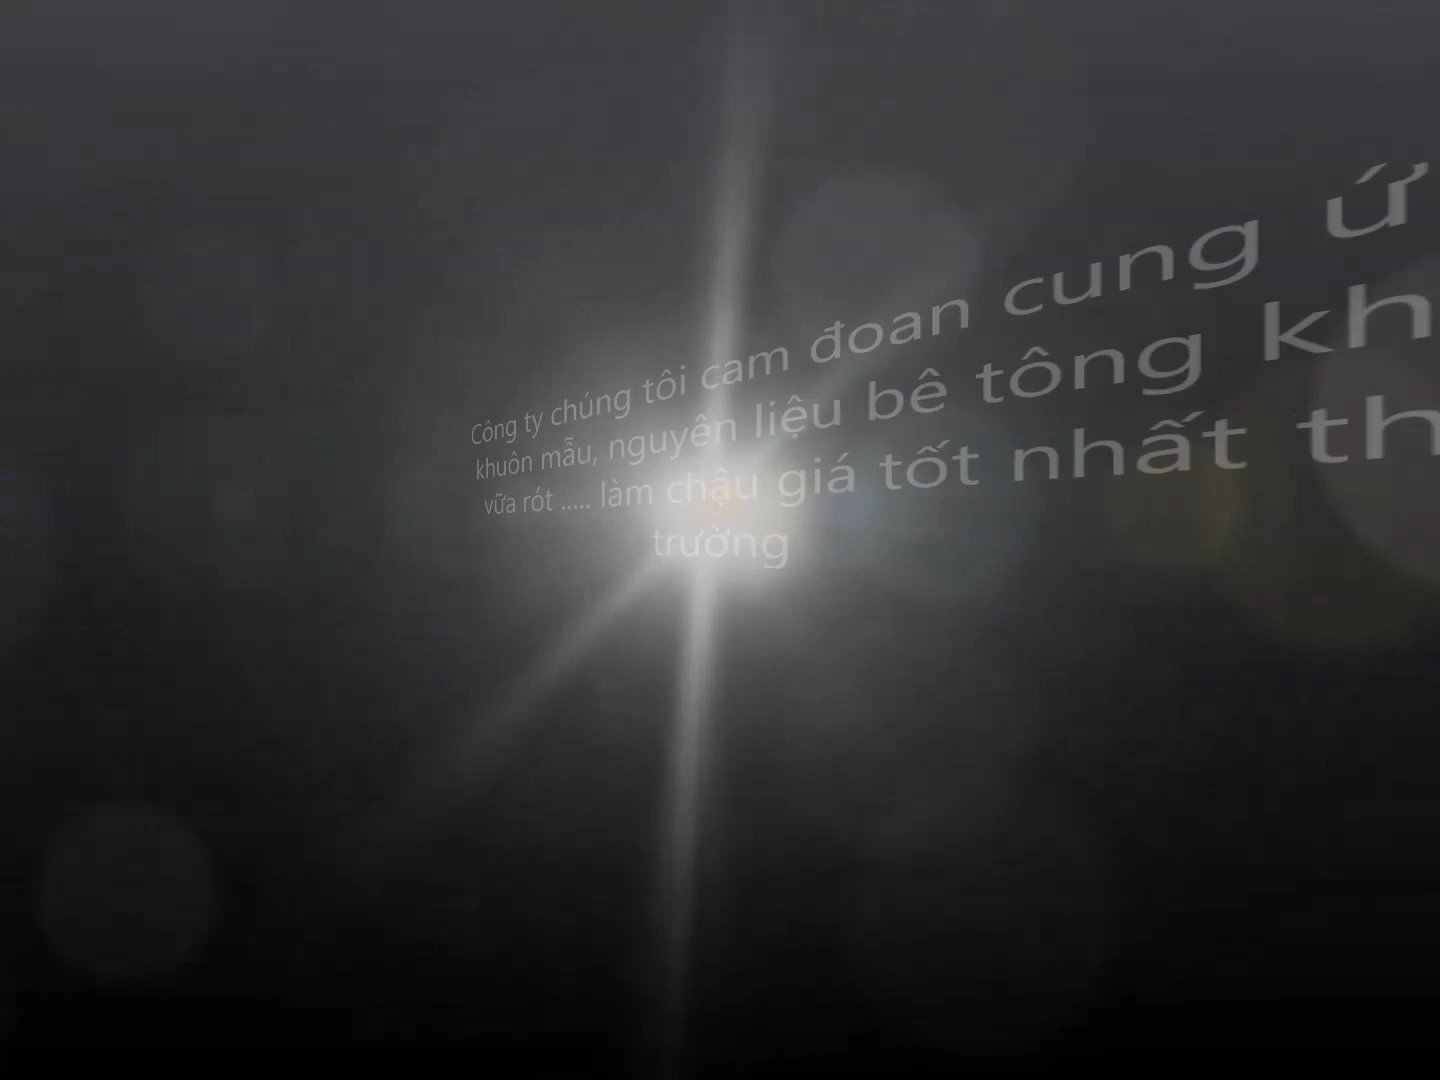 Công ty chúng tôi cam đoan cung
khuôn mẫu, nguyên liệu bê tông
vữa rót ..... làm chậu giá tốt nhất
trường